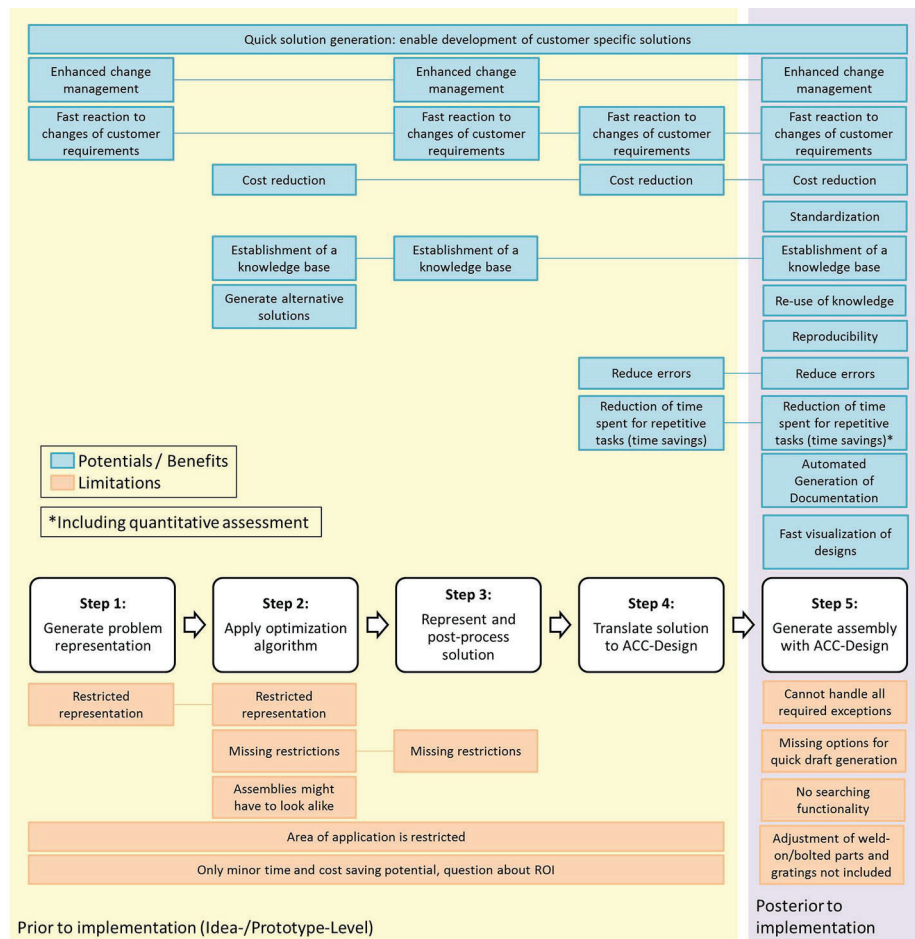 Quick solution generation: enable development of customer specific solutions
Enhanced change
management
Enhanced change
management
Enhanced change
management
Fast reaction to
changes of customer
requirements
Fast reaction to
changes of customer
requirements
Fast reaction to
changes of customer
requirements
Fast reaction to
changes of customer
requirements
Cost reduction
Cost reduction
Cost reduction
Standardization
Establishment of a
knowledge base
Establishment of a
knowledge base
Establishment of a
knowledge base
Generate alternative
solutions
Re-use of knowledge
Reproducibility
Reduce errors
Reduce errors
Reduction of time
spent for repetitive
tasks (time savings)
Reduction of time
spent for repetitive
tasks (time savings)*
Potentials / Benefits
Limitations
*Including quantitative assessment
Automated
Generation of
Documentation
Fast visualization of
designs
Step 1:
Generate problem
representation
Step 2:
Apply optimization
algorithm
Step 3:
Represent and
post-process
solution
Step 4:
Translate solution
to ACC-Design
Step 5:
Generate assembly
with ACC-Design
Restricted
representation
Restricted
representation
Cannot handle all
required exceptions
Missing restrictions
Missing restrictions
Missing options for
quick draft generation
Assemblies might
have to look alike
No searching
functionality
Area of application is restricted
Only minor time and cost saving potential, question about ROI
Adjustment of weld-
on/bolted parts and
gratings not included
Prior to implementation (Idea-/Prototype-Level)
Posterior to
implementation